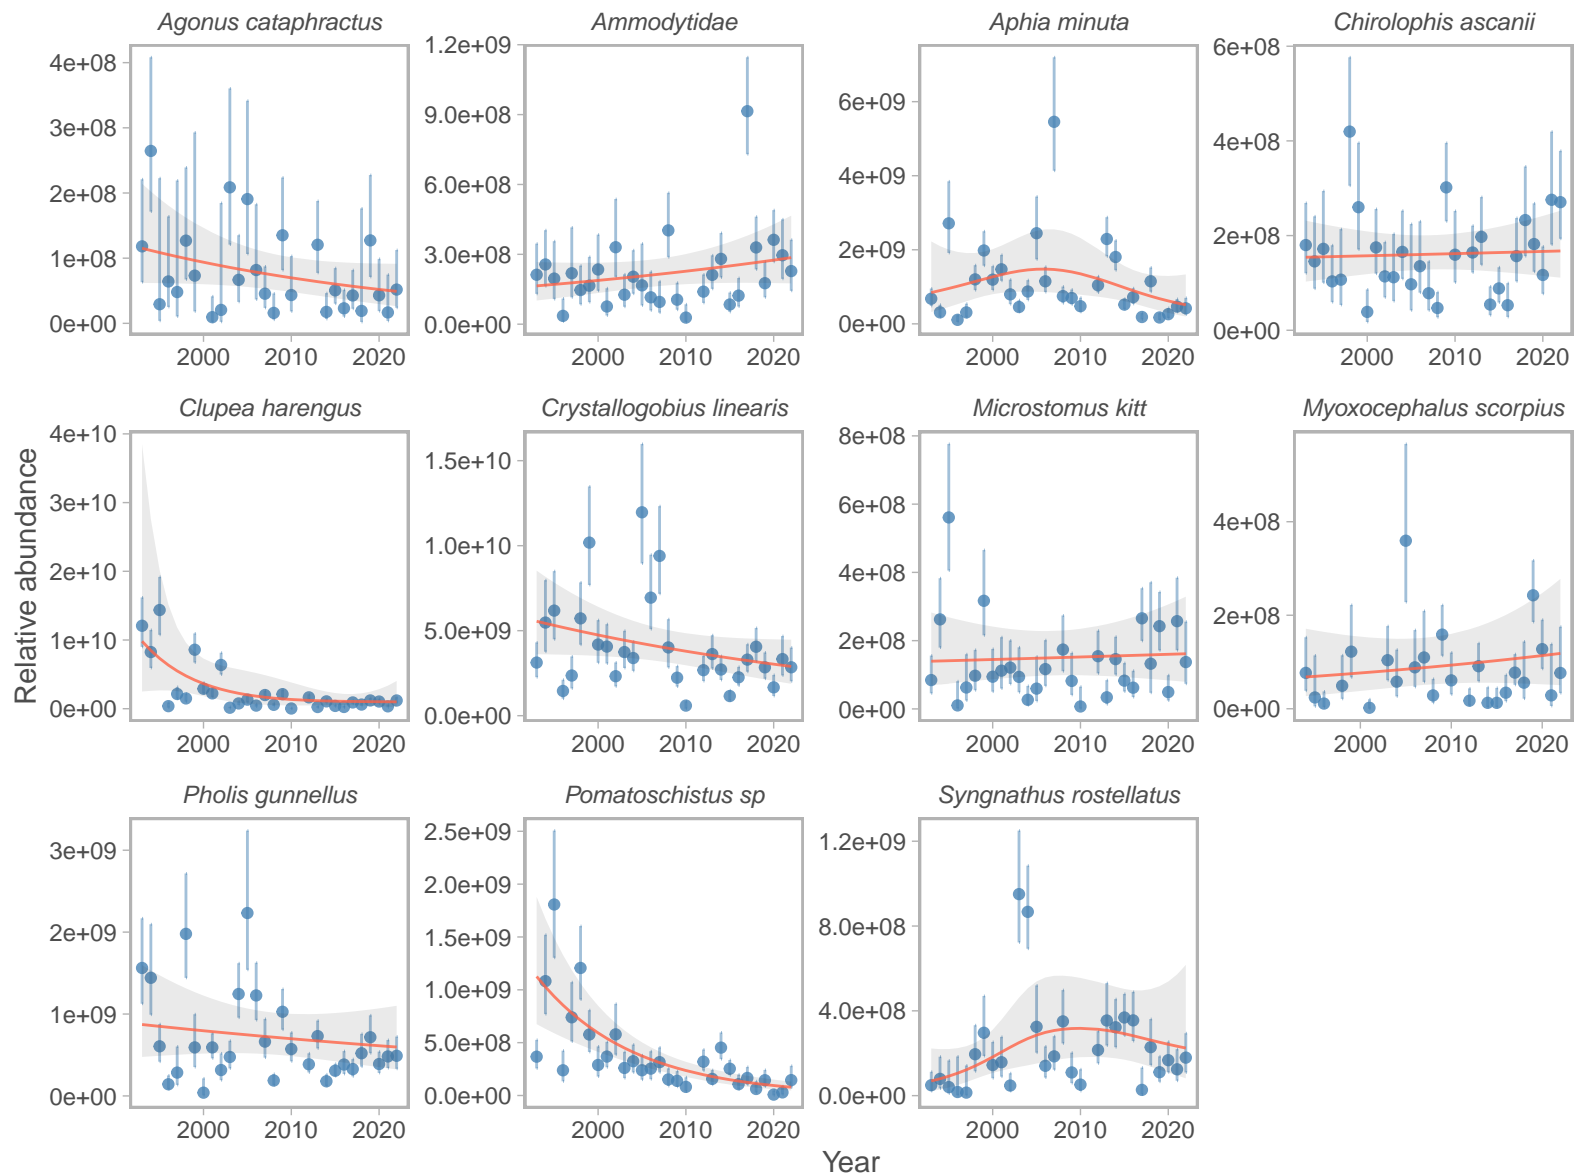 Agonus cataphractus
Ammodytidae
Aphia minuta
Chirolophis ascanii
4e+08
3e+08
2e+08
1e+08
0e+00
2000 2010 2020
1.2e+09
9.0e+08
6.0e+08
3.0e+08
0.0e+00
2000 2010 2020
6e+09
4e+09
2e+09
0e+00
2000 2010 2020
6e+08
4e+08
2e+08
0e+00
2000 2010 2020
Relative abundance
Clupea harengus
Crystallogobius linearis
Microstomus kitt
Myoxocephalus scorpius
4e+10
3e+10
2e+10
1e+10
0e+00
2000 2010 2020
1.5e+10
1.0e+10
5.0e+09
0.0e+00
2000 2010 2020
8e+08
6e+08
4e+08
2e+08
0e+00
2000 2010 2020
4e+08
2e+08
0e+00
2000 2010 2020
Pholis gunnellus
Pomatoschistus sp
Syngnathus rostellatus
3e+09
2e+09
1e+09
0e+00
2000 2010 2020
2.5e+09
2.0e+09
1.5e+09
1.0e+09
5.0e+08
0.0e+00
2000 2010 2020
1.2e+09
8.0e+08
4.0e+08
0.0e+00
2000 2010 2020
Year